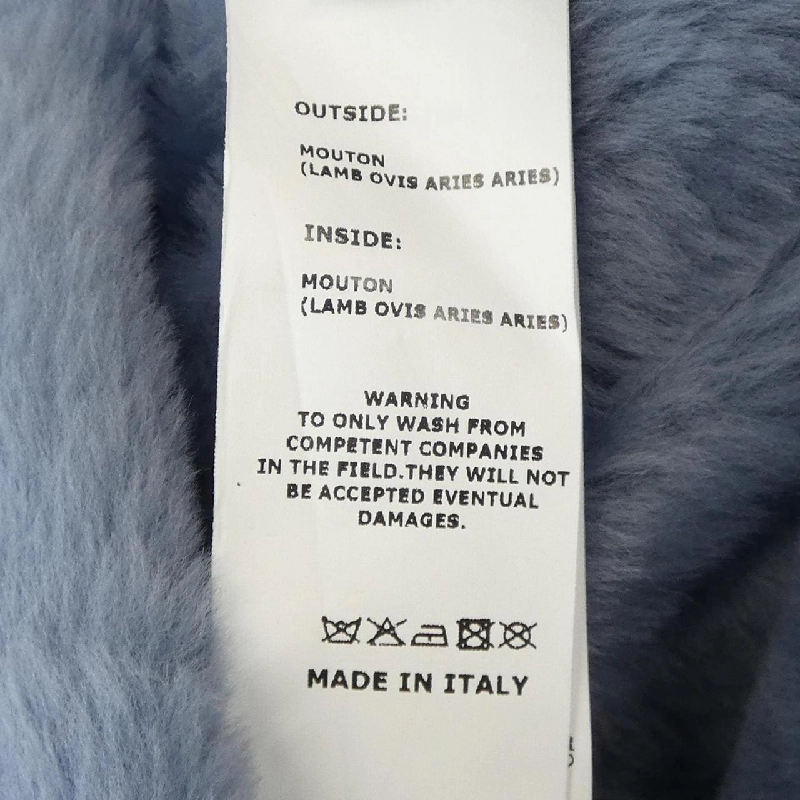 OUTSIDE:
MOUTON
(LAMB OVIS ARIES ARIES)
INSIDE:
MOUTON
(LAMB OVIS ARIES ARIES)
WARNING
TO ONLY WASH FROM
COMPETENT COMPANIES
IN THE FIELD.THEY WILL NOT
BE ACCEPTED EVENTUAL
DAMAGES.
MADE IN ITALY